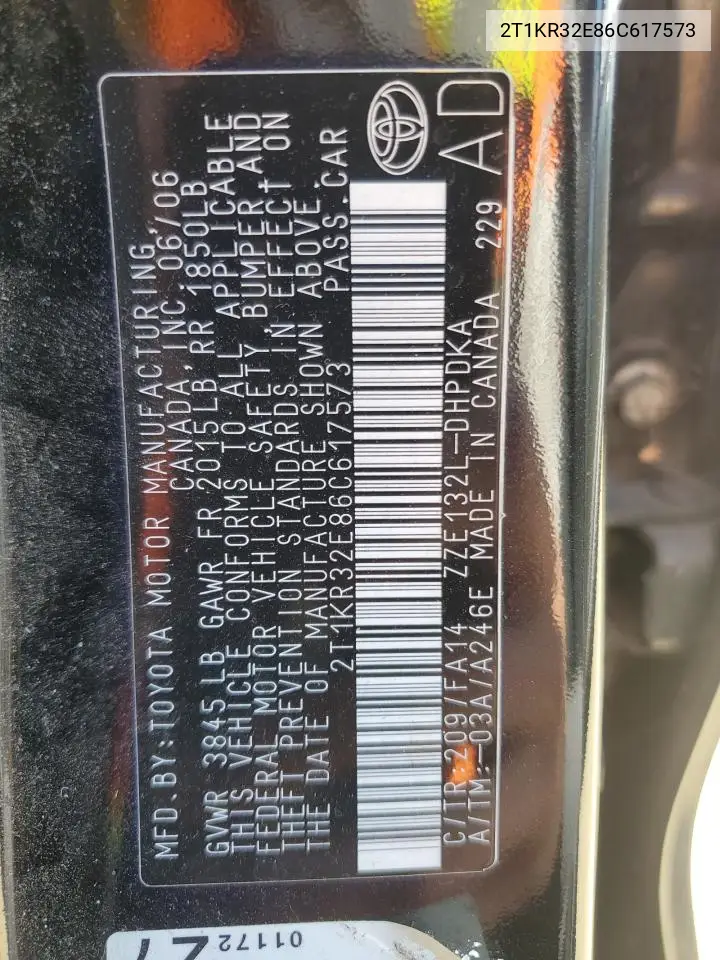 2T1KR32E86C617573
MFD.BY:TOYOTA MOTOR MANUFACTURING,
CANADA, INC. 06/06
GVWR 3845 LB GAWR FR 2015LB, RR 1850LB
THIS VEHICLE CONFORMS TO ALL APPLICABLE
FEDERAL MOTOR VEHICLE SAFETY, BUMPER AND
THEFT PREVENTION STANDARDS IN EFFECT ON
THE DATE OF MANUFACTURE SHOWN ABOVE.
2T1KR32E86C617573 PASS.CAR
C/TR:209/FA14 ZZE132L-DHPDKA
A/TM:-03A/A246E MADE IN CANADA 229 AD
01172